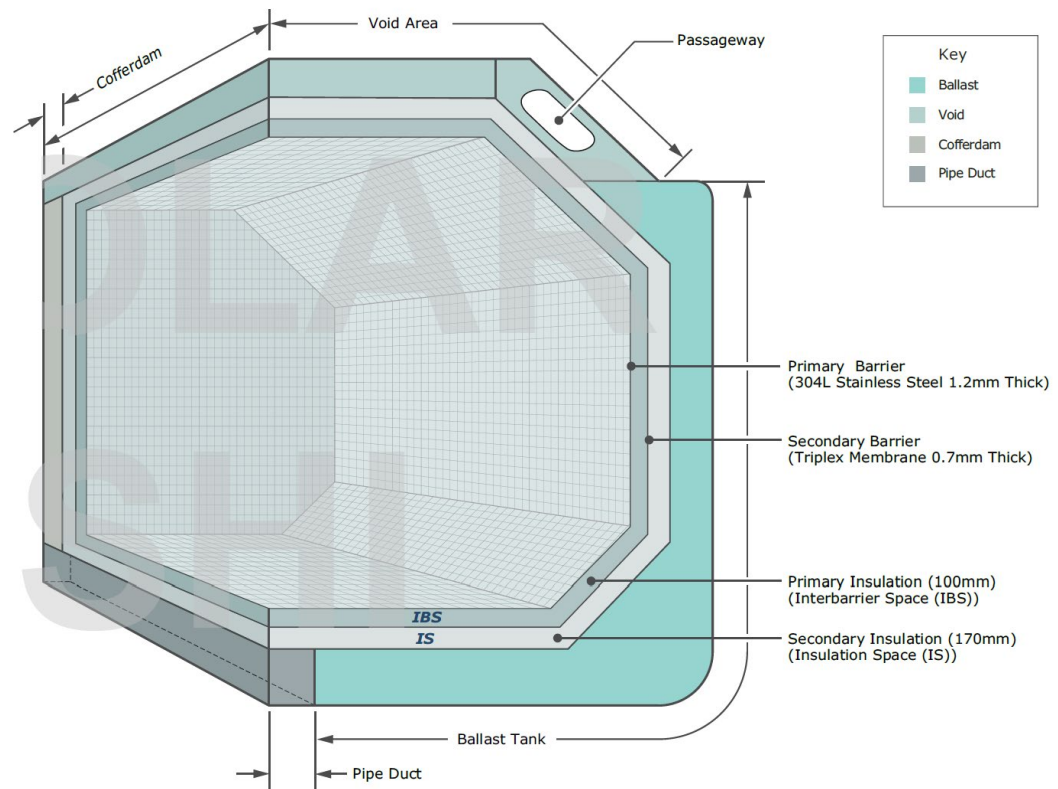 Void Area
Passageway
Cofferdam
Key
Ballast
Void
Cofferdam
Pipe Duct
OLAR
SHI
Primary Barrier
(304L Stainless Steel 1.2mm Thick)
Secondary Barrier
(Triplex Membrane 0.7mm Thick)
Primary Insulation (100mm)
(Interbarrier Space (IBS))
IBS
IS
Secondary Insulation (170mm)
(Insulation Space (IS))
Ballast Tank
Pipe Duct